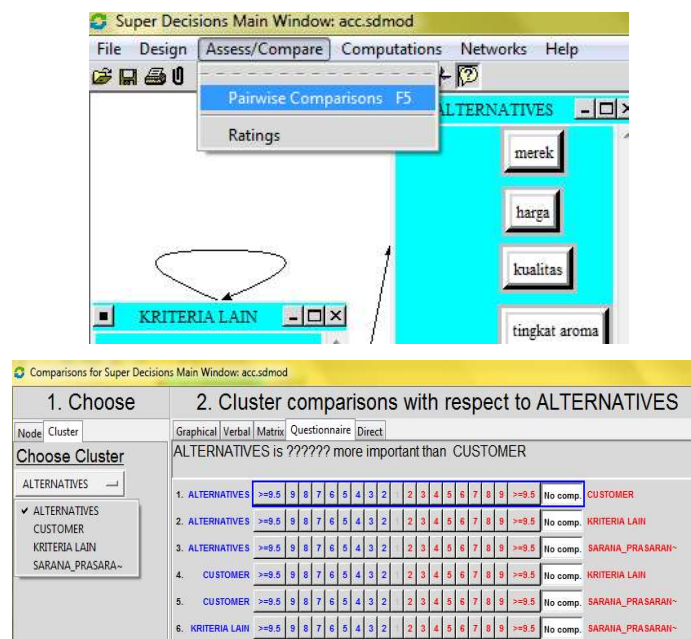 Super Decisions Main Window: acc.sdmod
File Design Assess/Compare Computations Networks Help
Pairwise Comparisons F5
Ratings
ALTERNATIVES
merek
harga
kualitas
tingkat aroma
KRITERIA LAIN
Comparisons for Super Decisions Main Window: acc.sdmod
1. Choose
2. Cluster comparisons with respect to ALTERNATIVES
Node Cluster
Graphical Verbal Matrix Questionnaire Direct
Choose Cluster
ALTERNATIVES is ?????? more important than CUSTOMER
ALTERNATIVES
✔ ALTERNATIVES
CUSTOMER
KRITERIA LAIN
SARANA_PRASARA~
1. ALTERNATIVES >=9.5 9 8 7 6 5 4 3 2 1 2 3 4 5 6 7 8 9 >=9.5 No comp. CUSTOMER
2. ALTERNATIVES >=9.5 9 8 7 6 5 4 3 2 1 2 3 4 5 6 7 8 9 >=9.5 No comp. KRITERIA LAIN
3. ALTERNATIVES >=9.5 9 8 7 6 5 4 3 2 1 2 3 4 5 6 7 8 9 >=9.5 No comp. SARANA_PRASARAN~
4. CUSTOMER >=9.5 9 8 7 6 5 4 3 2 1 2 3 4 5 6 7 8 9 >=9.5 No comp. KRITERIA LAIN
5. CUSTOMER >=9.5 9 8 7 6 5 4 3 2 1 2 3 4 5 6 7 8 9 >=9.5 No comp. SARANA_PRASARAN~
6. KRITERIA LAIN >=9.5 9 8 7 6 5 4 3 2 1 2 3 4 5 6 7 8 9 >=9.5 No comp. SARANA_PRASARAN~